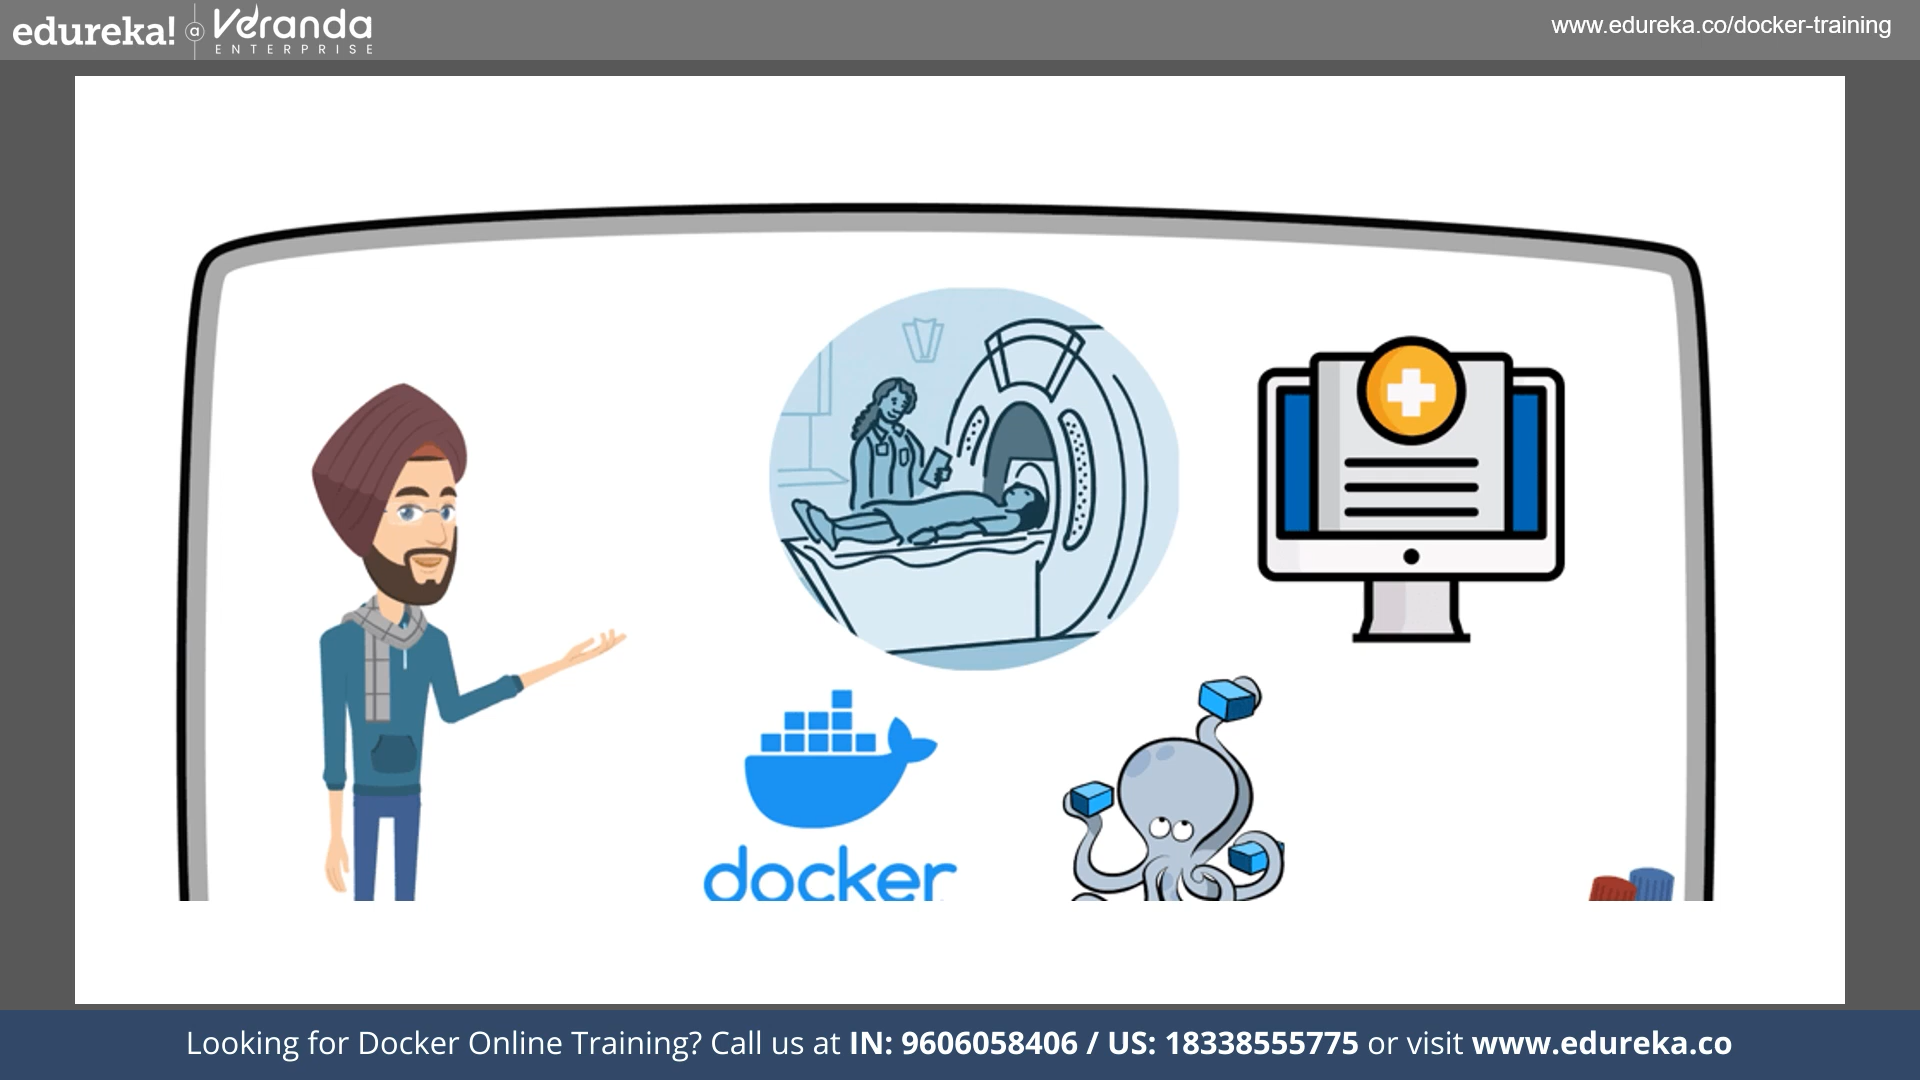 edureka! a Veranda
ENTERPRISE
www.edureka.co/docker-training
docker
Looking for Docker Online Training? Call us at IN: 9606058406 / US: 18338555775 or visit www.edureka.co